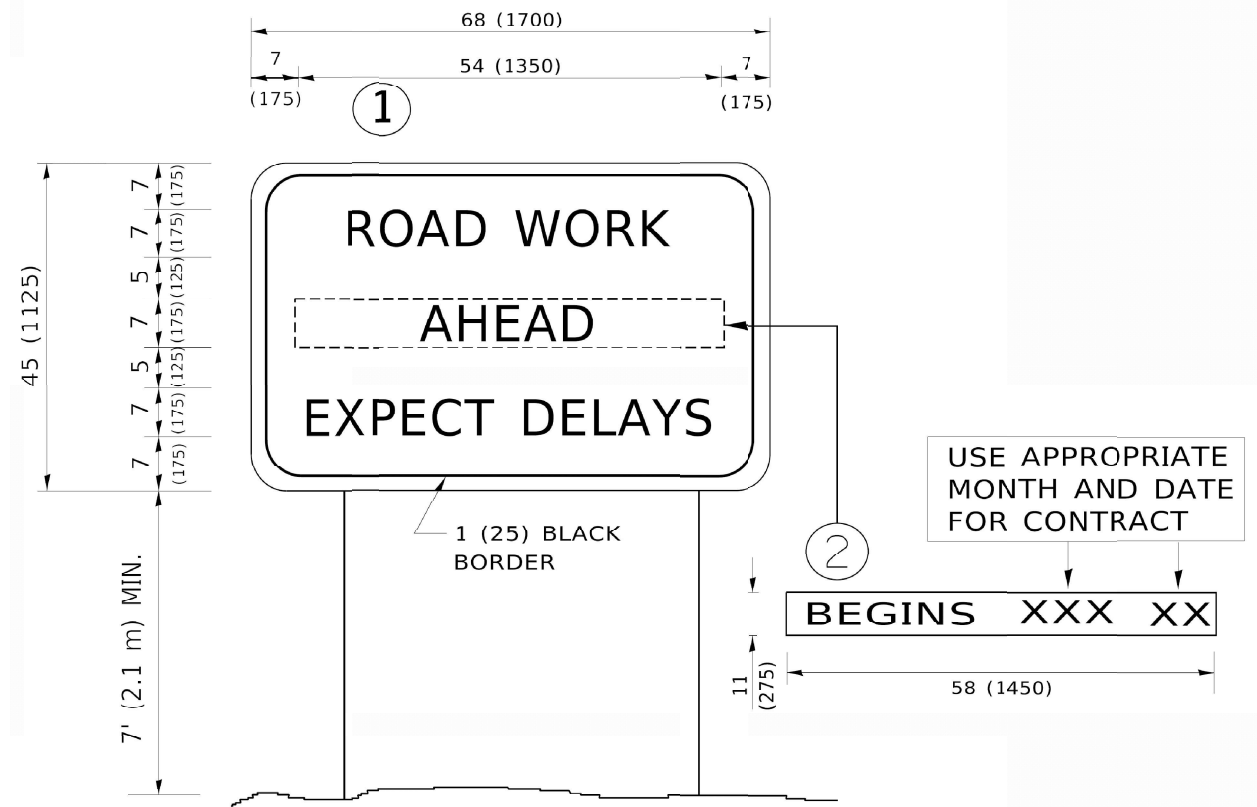 68 (1700)
7
54 (1350)
7
(175)
(175)
1
45 (1125)
7
(175)
7
(175)
5
(125)
7
(175)
5
(125)
7
(175)
7
(175)
ROAD WORK
AHEAD
EXPECT DELAYS
1 (25) BLACK
BORDER
7' (2.1 m) MIN.
2
USE APPROPRIATE
MONTH AND DATE
FOR CONTRACT
BEGINS XXX XX
11
(275)
58 (1450)